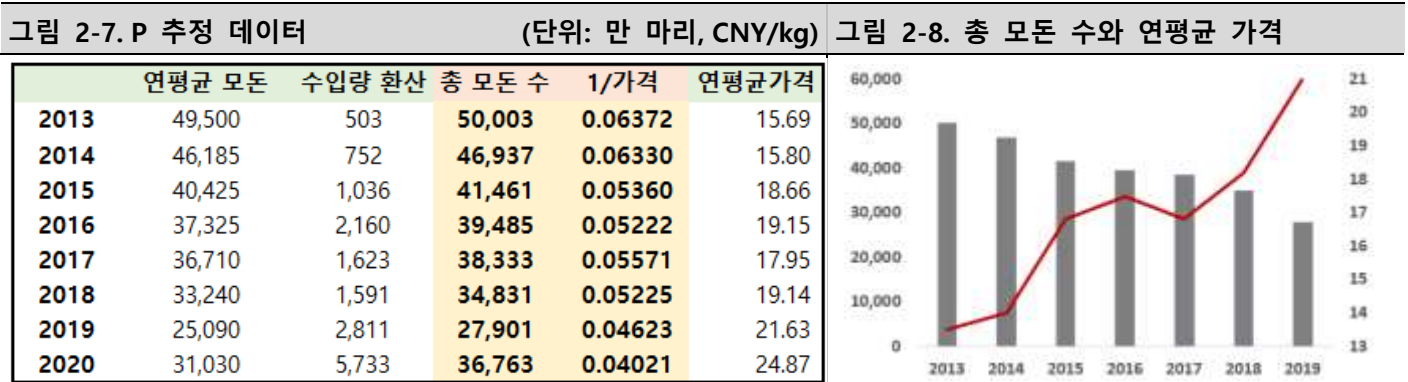 그림 2-7. P 추정 데이터 (단위: 만 마리, CNY/kg)
연평균 모돈 수입량 환산 총 모돈 수 1/가격 연평균가격
2013 49,500 503 50,003 0.06372 15.69
2014 46,185 752 46,937 0.06330 15.80
2015 40,425 1,036 41,461 0.05360 18.66
2016 37,325 2,160 39,485 0.05222 19.15
2017 36,710 1,623 38,333 0.05571 17.95
2018 33,240 1,591 34,831 0.05225 19.14
2019 25,090 2,811 27,901 0.04623 21.63
2020 31,030 5,733 36,763 0.04021 24.87
그림 2-8. 총 모돈 수와 연평균 가격
60,000 21
20
50,000
19
40,000
18
30,000
17
16
20,000
15
10,000
14
0 13
2013 2014 2015 2016 2017 2018 2019